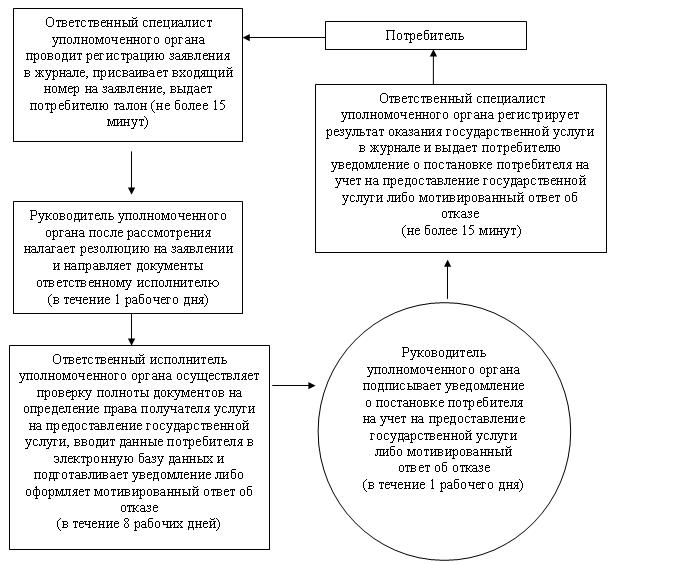 Ответственный специалист
уполномоченного органа
проводит регистрацию заявления
в журнале, присваивает входящий
номер на заявление, выдает
потребителю талон (не более 15
минут)
Потребитель
Ответственный специалист
уполномоченного органа регистрирует
результат оказания государственной услуги
в журнале и выдает потребителю
уведомление о постановке потребителя на
учет на предоставление государственной
услуги либо мотивированный ответ об
отказе
(не более 15 минут)
Руководитель уполномоченного
органа после рассмотрения
налагает резолюцию на заявлении
и направляет документы
ответственному исполнителю
(в течение 1 рабочего дня)
Ответственный исполнитель
уполномоченного органа осуществляет
проверку полноты документов на
определение права получателя услуги
на предоставление государственной
услуги, вводит данные потребителя в
электронную базу данных и
подготавливает уведомление либо
оформляет мотивированный ответ об
отказе
(в течение 8 рабочих дней)
Руководитель
уполномоченного органа
подписывает уведомление
о постановке потребителя
на учет на предоставление
государственной услуги
либо мотивированный
ответ об отказе
(в течение 1 рабочего дня)